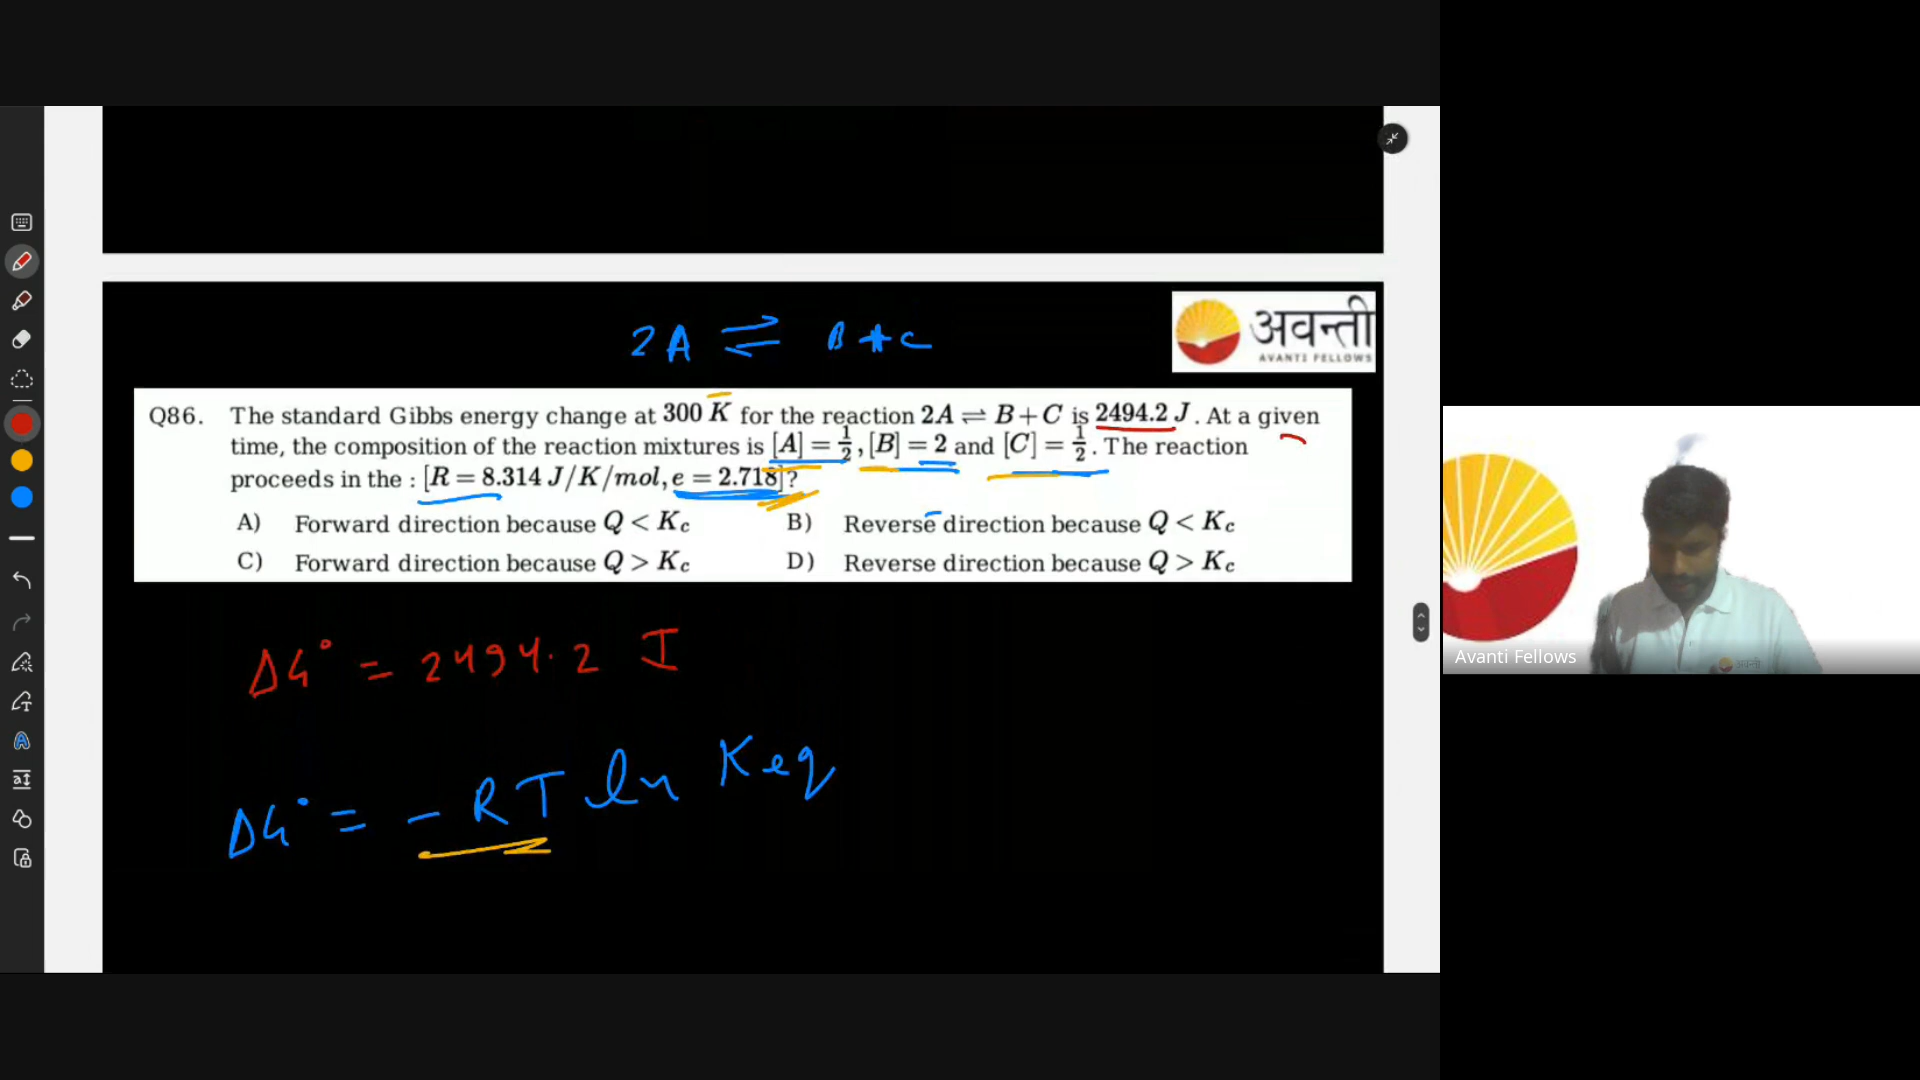 2A ⇌ B + C
अवन्ती
AVANTI FELLOWS
Q86. The standard Gibbs energy change at 300 K for the reaction 2A ⇌ B + C is 2494.2 J. At a given
time, the composition of the reaction mixtures is [A] = 1/2, [B] = 2 and [C] = 1/2. The reaction
proceeds in the : [R = 8.314 J/K/mol, e = 2.718]?
A) Forward direction because Q < Kc B) Reverse direction because Q < Kc
C) Forward direction because Q > Kc D) Reverse direction because Q > Kc
ΔG° = 2494.2 J
ΔG° = - RT ln Keq
Avanti Fellows